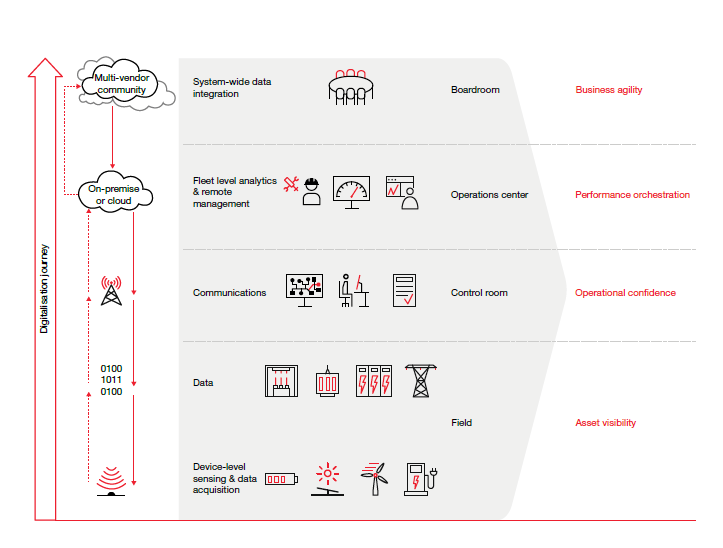 Multi-vendor
community
System-wide data
integration
Boardroom
Business agility
On-premise
or cloud
Fleet level analytics
& remote
management
Operations center
Performance orchestration
Digitalisation journey
Communications
Control room
Operational confidence
0100
1011
0100
Data
Field
Asset visibility
Device-level
sensing & data
acquisition